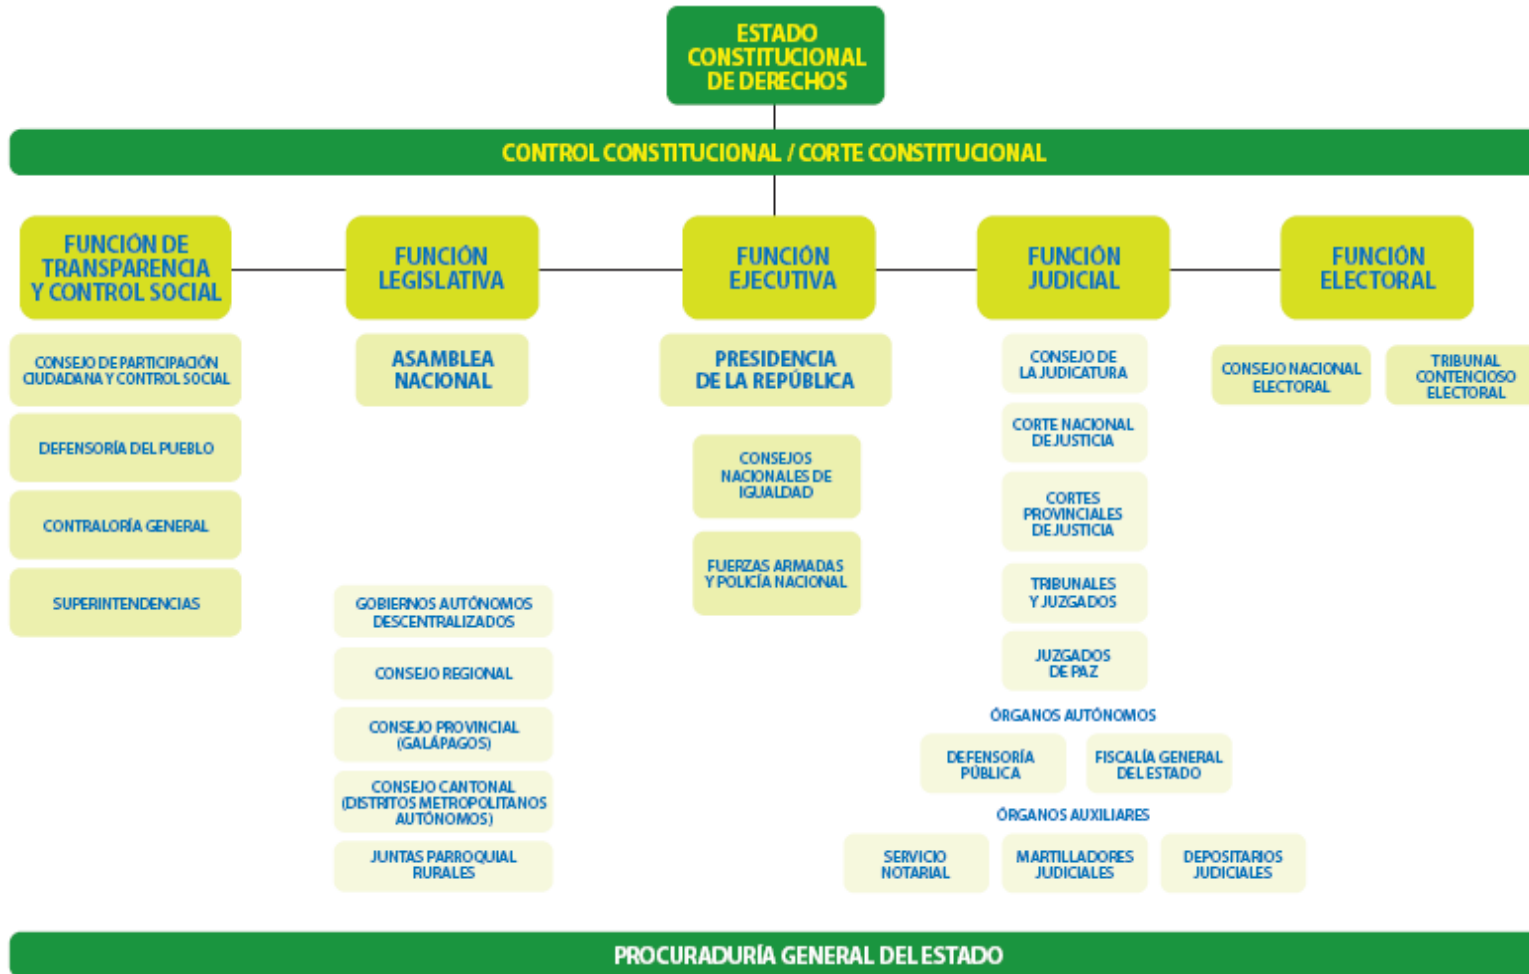 ESTADO
CONSTITUCIONAL
DE DERECHOS
CONTROL CONSTITUCIONAL / CORTE CONSTITUCIONAL
FUNCIÓN DE
TRANSPARENCIA
Y CONTROL SOCIAL
CONSEJO DE PARTICIPACIÓN
CIUDADANA Y CONTROL SOCIAL
DEFENSORÍA DEL PUEBLO
CONTRALORÍA GENERAL
SUPERINTENDENCIAS
FUNCIÓN
LEGISLATIVA
ASAMBLEA
NACIONAL
GOBIERNOS AUTÓNOMOS
DESCENTRALIZADOS
CONSEJO REGIONAL
CONSEJO PROVINCIAL
(GALÁPAGOS)
CONSEJO CANTONAL
(DISTRITOS METROPOLITANOS
AUTÓNOMOS)
JUNTAS PARROQUIAL
RURALES
FUNCIÓN
EJECUTIVA
PRESIDENCIA
DE LA REPÚBLICA
CONSEJOS
NACIONALES DE
IGUALDAD
FUERZAS ARMADAS
Y POLICÍA NACIONAL
FUNCIÓN
JUDICIAL
CONSEJO DE
LA JUDICATURA
CORTE NACIONAL
DE JUSTICIA
CORTES
PROVINCIALES
DE JUSTICIA
TRIBUNALES
Y JUZGADOS
JUZGADOS
DE PAZ
ÓRGANOS AUTÓNOMOS
DEFENSORÍA
PÚBLICA
FISCALÍA GENERAL
DEL ESTADO
ÓRGANOS AUXILIARES
SERVICIO
NOTARIAL
MARTILLADORES
JUDICIALES
DEPOSITARIOS
JUDICIALES
FUNCIÓN
ELECTORAL
CONSEJO NACIONAL
ELECTORAL
TRIBUNAL
CONTENCIOSO
ELECTORAL
PROCURADURÍA GENERAL DEL ESTADO